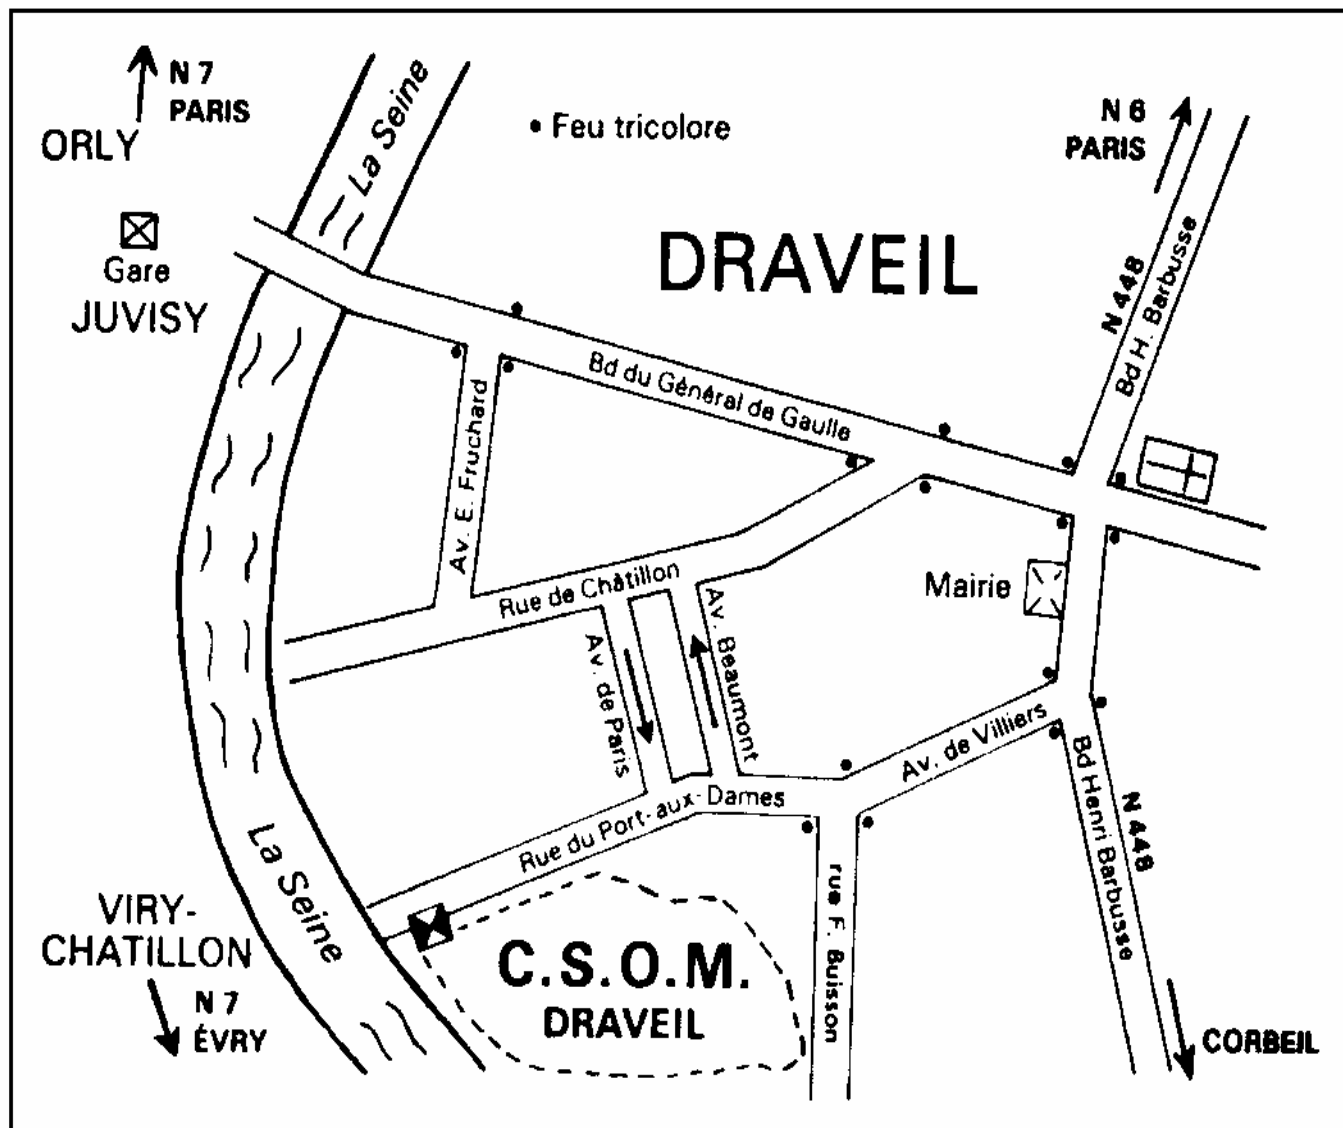 N 7
PARIS
ORLY
La Seine
• Feu tricolore
N 6
PARIS
Gare
JUVISY
DRAVEIL
N 448
Bd H. Barbusse
Bd du Général de Gaulle
Av. E. Fruchard
Rue de Châtillon
Mairie
Av. de Paris
Av. Beaumont
Av. de Villiers
Rue du Port-aux-Dames
Bd Henri Barbusse
N 448
La Seine
rue F. Buisson
VIRY-
CHATILLON
N 7
ÉVRY
C.S.O.M.
DRAVEIL
CORBEIL